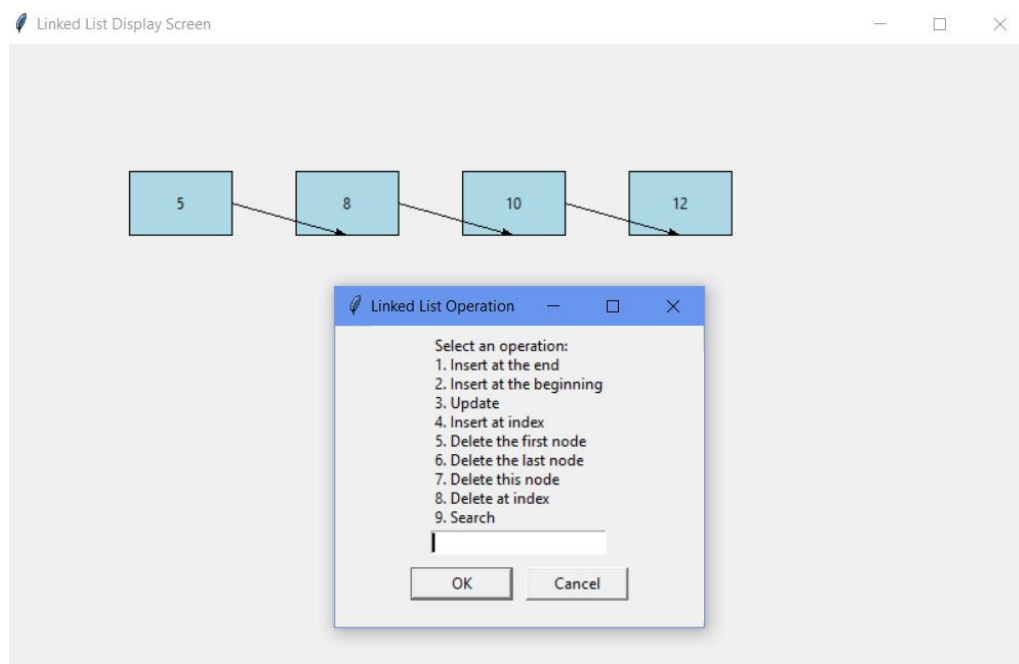 Linked List Display Screen
5 8 10 12
Linked List Operation
Select an operation:
1. Insert at the end
2. Insert at the beginning
3. Update
4. Insert at index
5. Delete the first node
6. Delete the last node
7. Delete this node
8. Delete at index
9. Search
OK Cancel